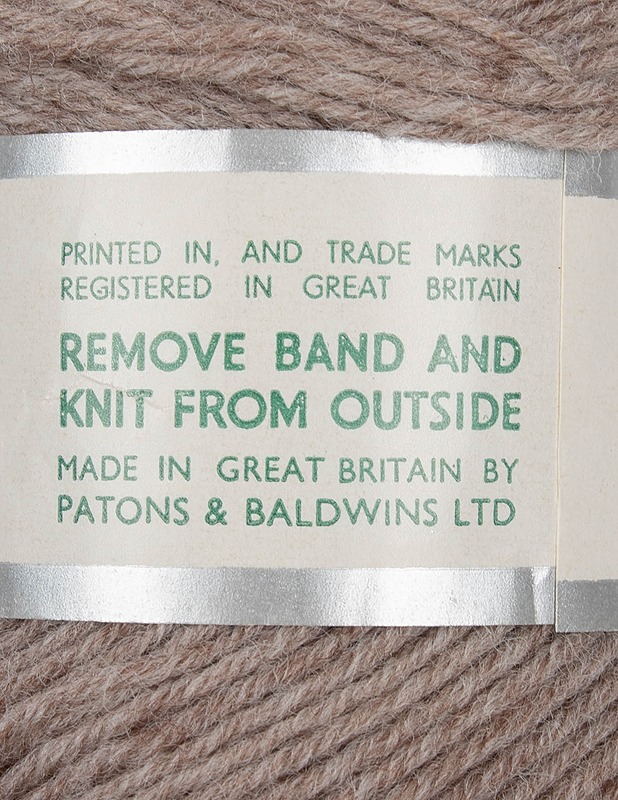 PRINTED IN, AND TRADE MARKS
REGISTERED IN GREAT BRITAIN
REMOVE BAND AND
KNIT FROM OUTSIDE
MADE IN GREAT BRITAIN BY
PATONS & BALDWINS LTD